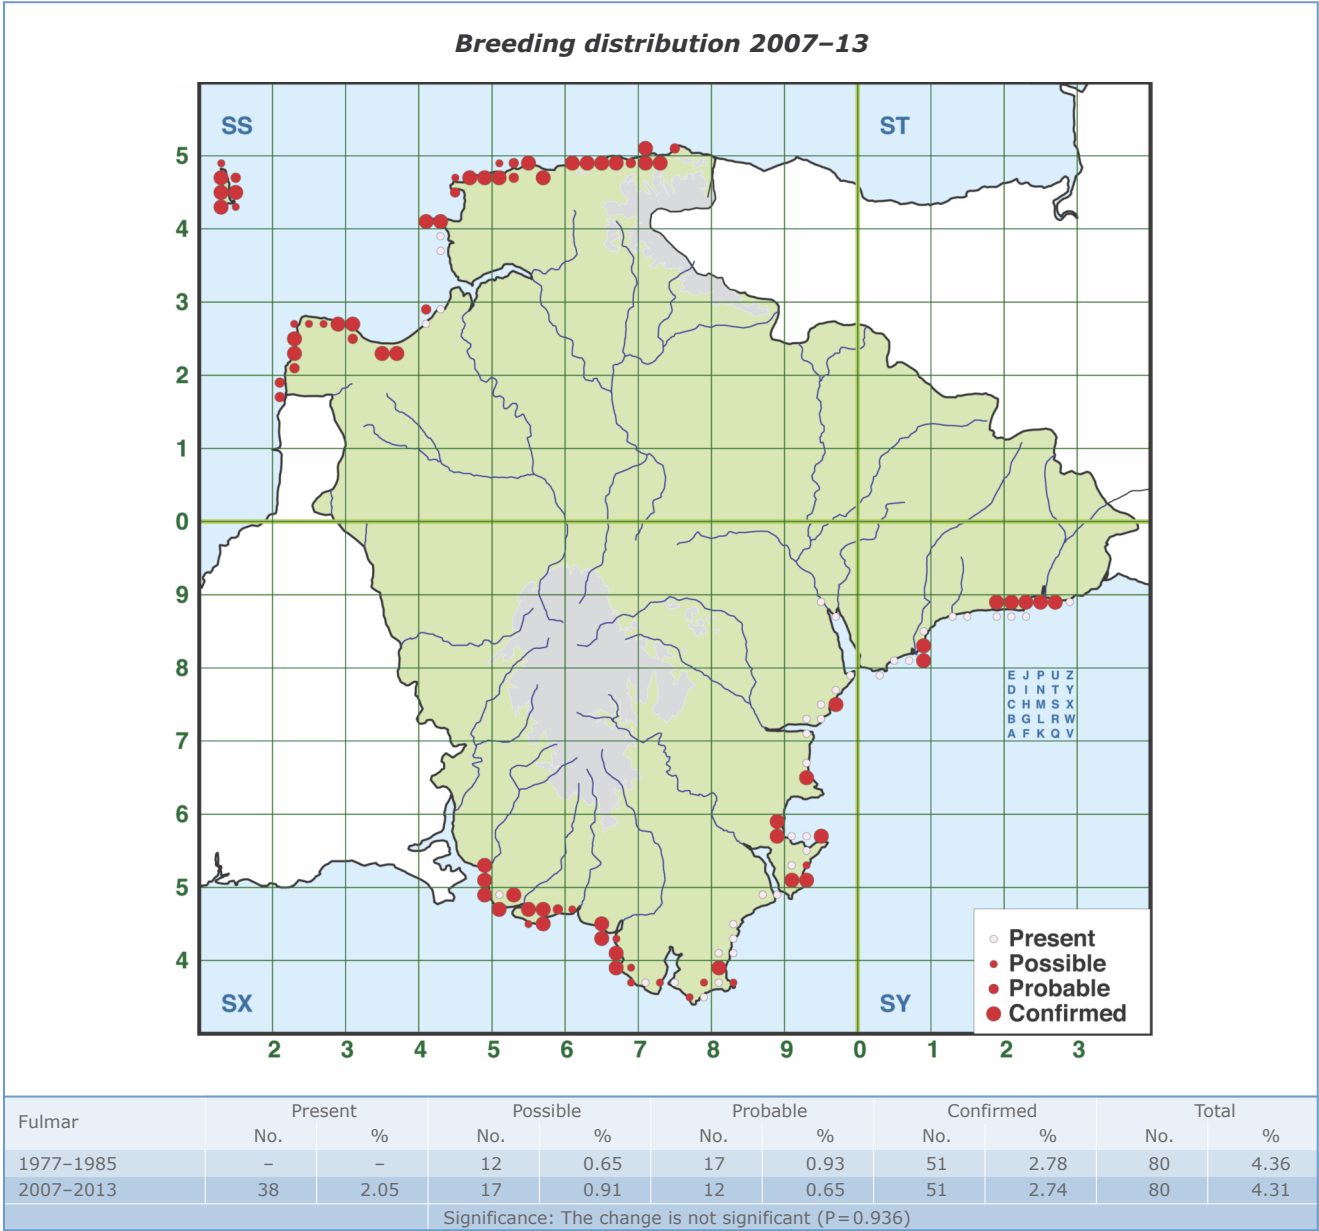 Breeding distribution 2007–13
SS ST
5
4
3
2
1
0
9
8
E J P U Z
D I N T Y
C H M S X
B G L R W
A F K Q V
7
6
5
4
Present
Possible
Probable
Confirmed
SX SY
2 3 4 5 6 7 8 9 0 1 2 3
Fulmar Present Possible Probable Confirmed Total
No. % No. % No. % No. % No. %
1977–1985 – – 12 0.65 17 0.93 51 2.78 80 4.36
2007–2013 38 2.05 17 0.91 12 0.65 51 2.74 80 4.31
Significance: The change is not significant (P=0.936)